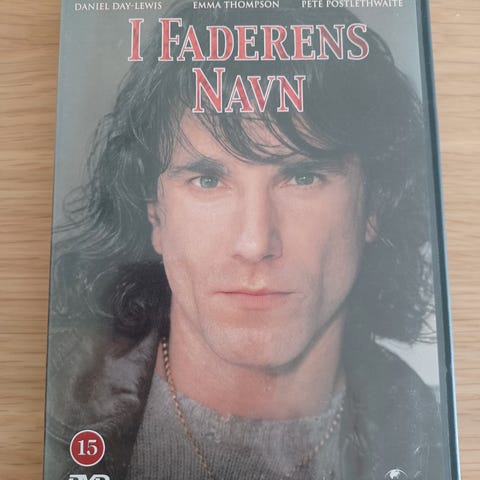 DANIEL DAY-LEWIS EMMA THOMPSON PETE POSTLETHWAITE
I FADERENS
NAVN
15